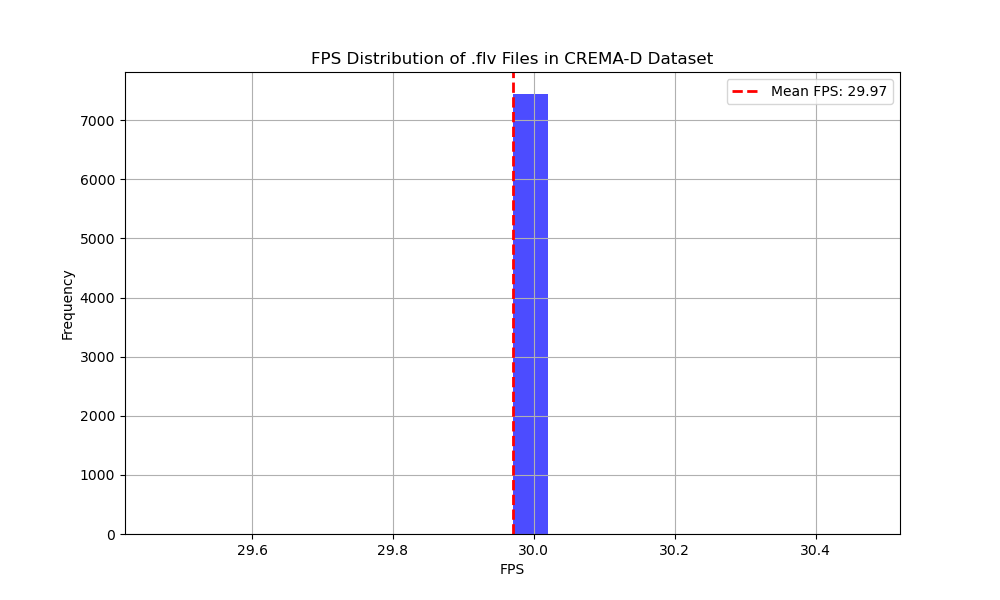 FPS Distribution of .flv Files in CREMA-D Dataset
Mean FPS: 29.97
Frequency
7000
6000
5000
4000
3000
2000
1000
0
29.6 29.8 30.0 30.2 30.4
FPS